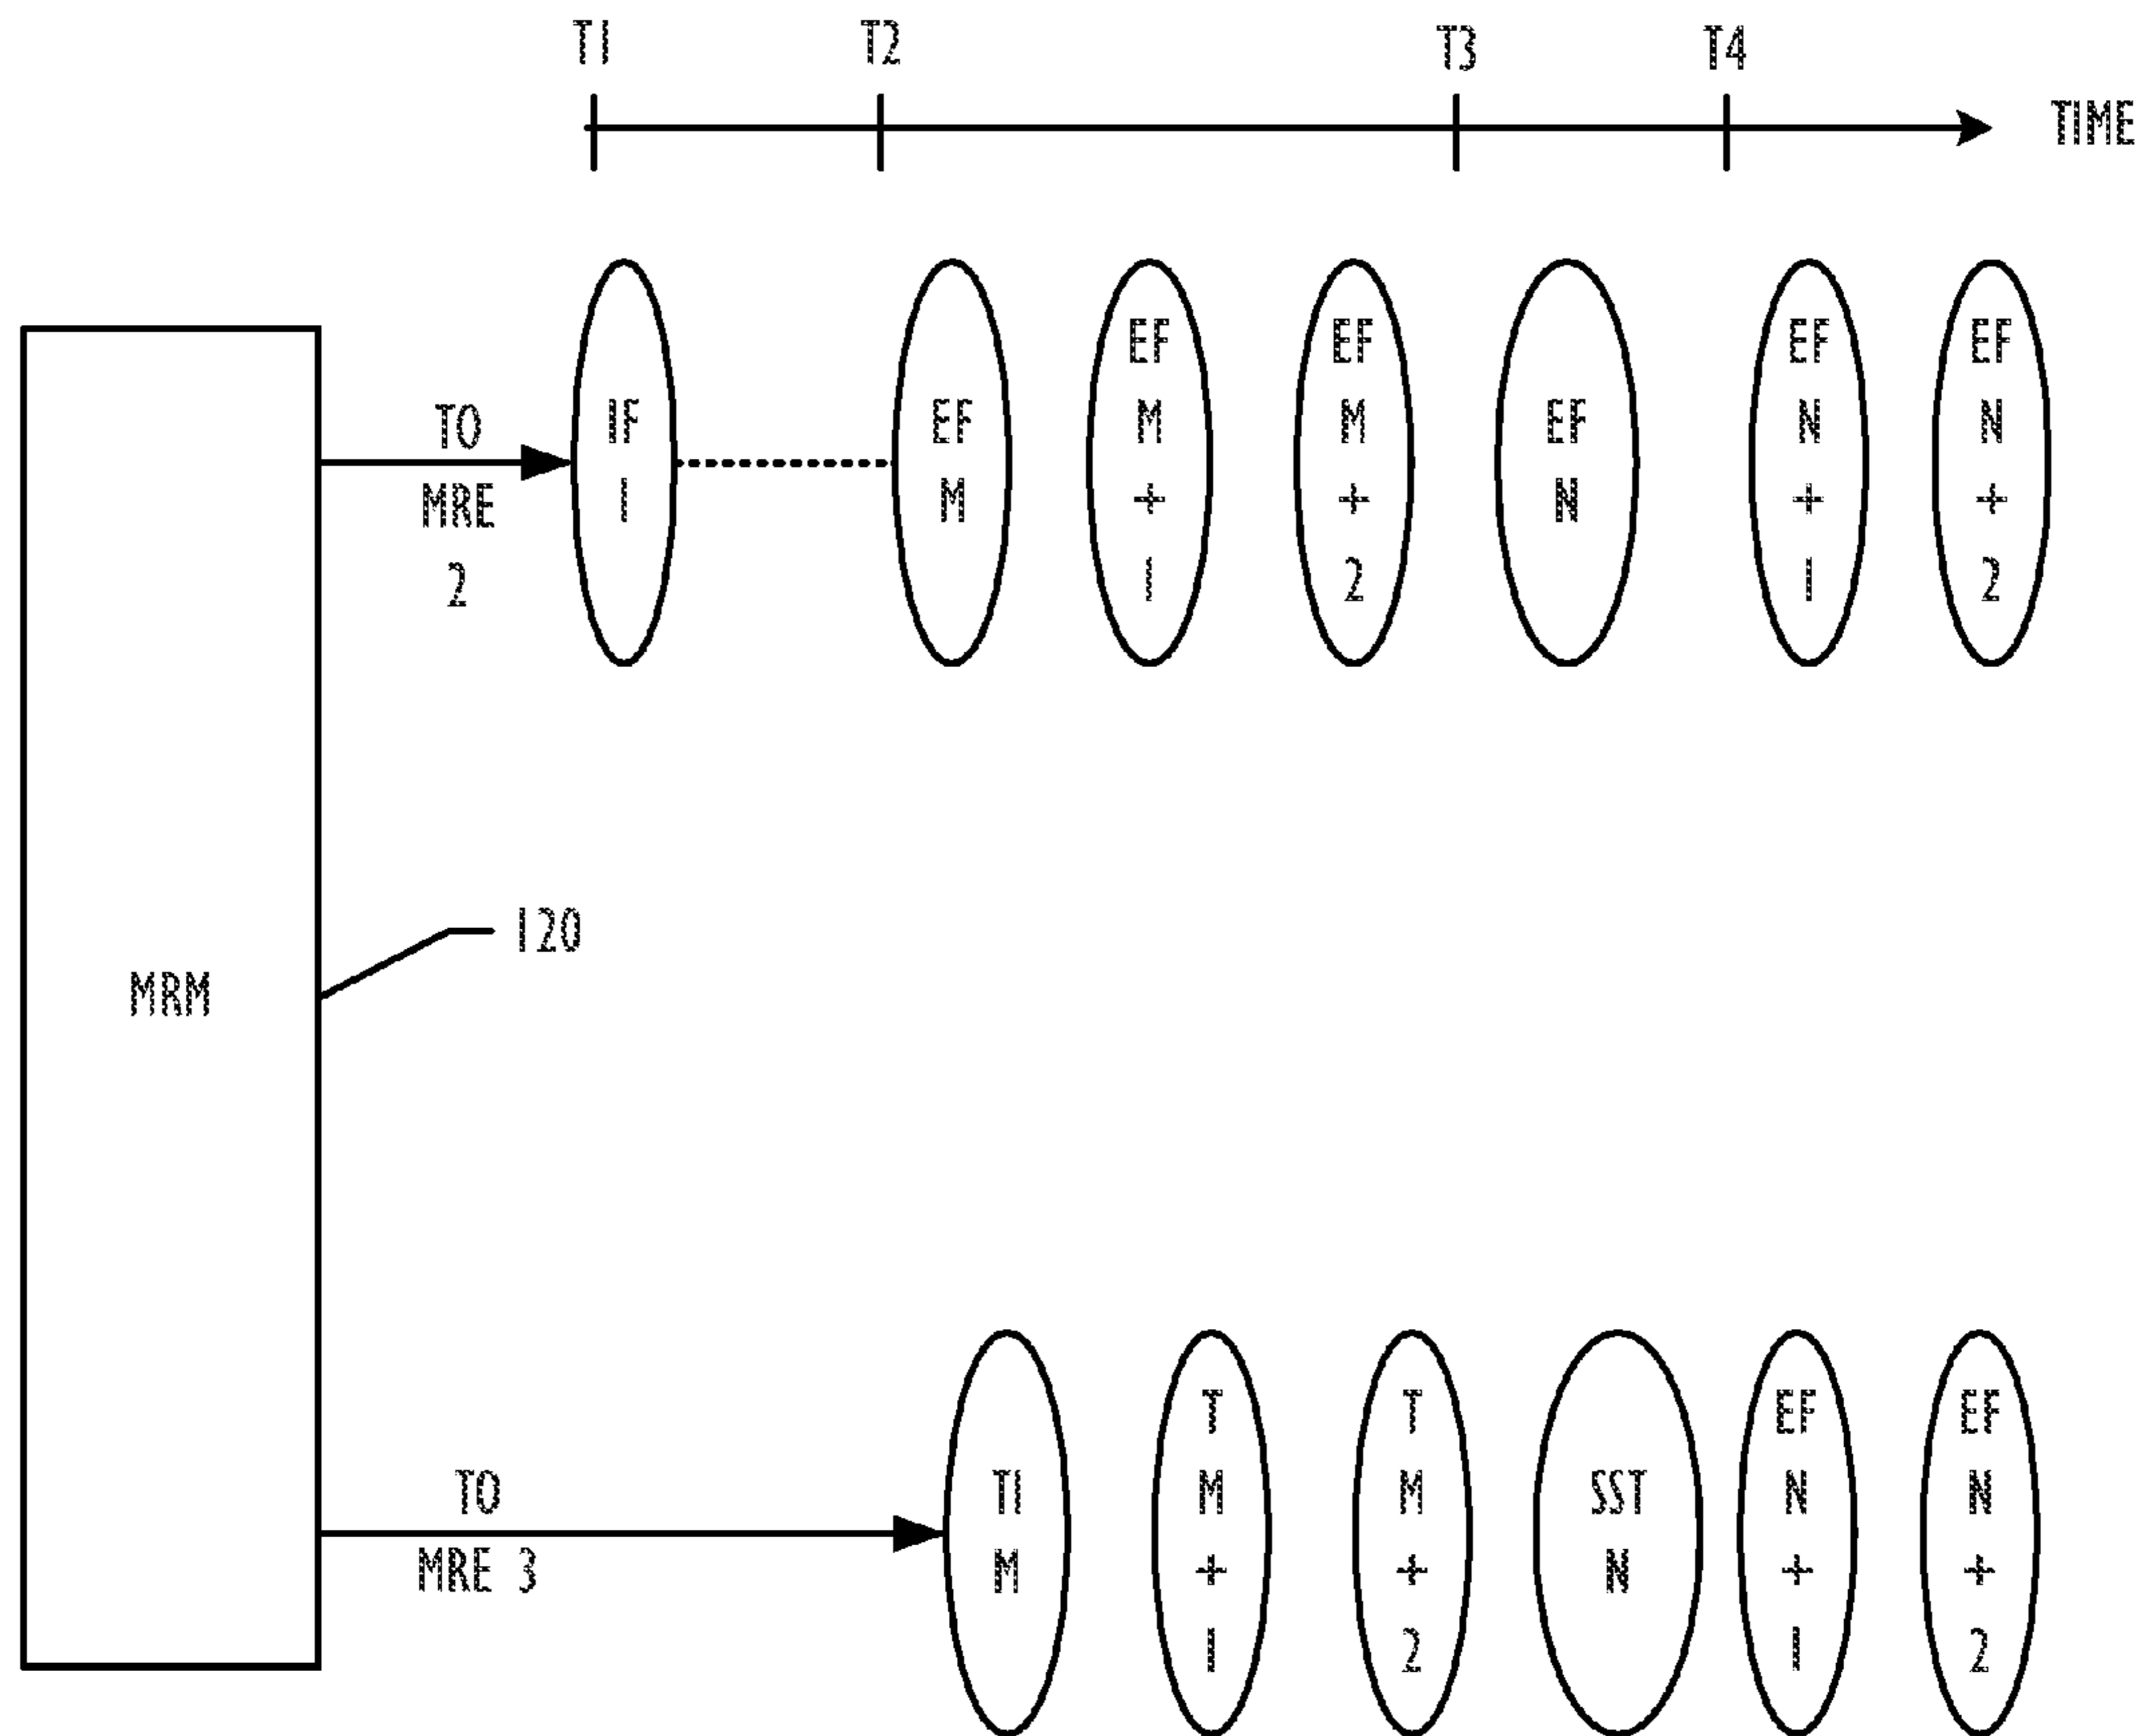 T1
T2
T3
T4
TIME
TO
MRE
2
IF
1
EF
M
EF
M
+
1
EF
M
+
2
EF
N
EF
N
+
1
EF
N
+
2
MRM
120
TO
MRE 3
TI
M
T
M
+
1
T
M
+
2
SST
N
EF
N
+
1
EF
N
+
2